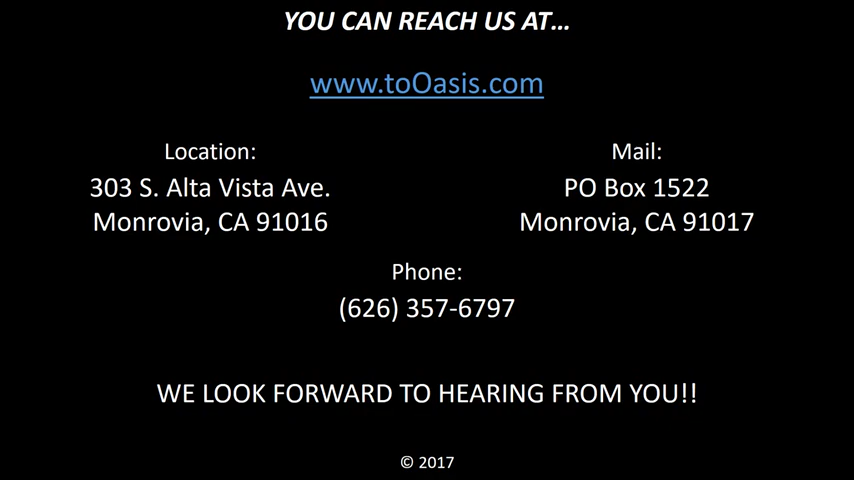 YOU CAN REACH US AT…
www.toOasis.com
Location:
303 S. Alta Vista Ave.
Monrovia, CA 91016
Mail:
PO Box 1522
Monrovia, CA 91017
Phone:
(626) 357-6797
WE LOOK FORWARD TO HEARING FROM YOU!!
© 2017